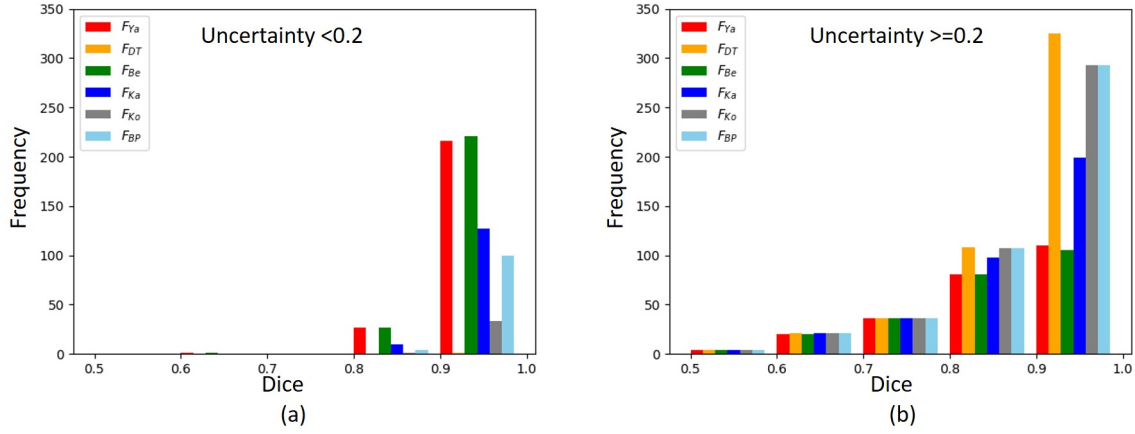 Uncertainty <0.2
F_Ya
F_DT
F_Be
F_Ka
F_Ko
F_BP
350
300
250
200
150
100
50
0
Frequency
0.5 0.6 0.7 0.8 0.9 1.0
Dice
(a)
Uncertainty >=0.2
F_Ya
F_DT
F_Be
F_Ka
F_Ko
F_BP
350
300
250
200
150
100
50
0
Frequency
0.5 0.6 0.7 0.8 0.9 1.0
Dice
(b)